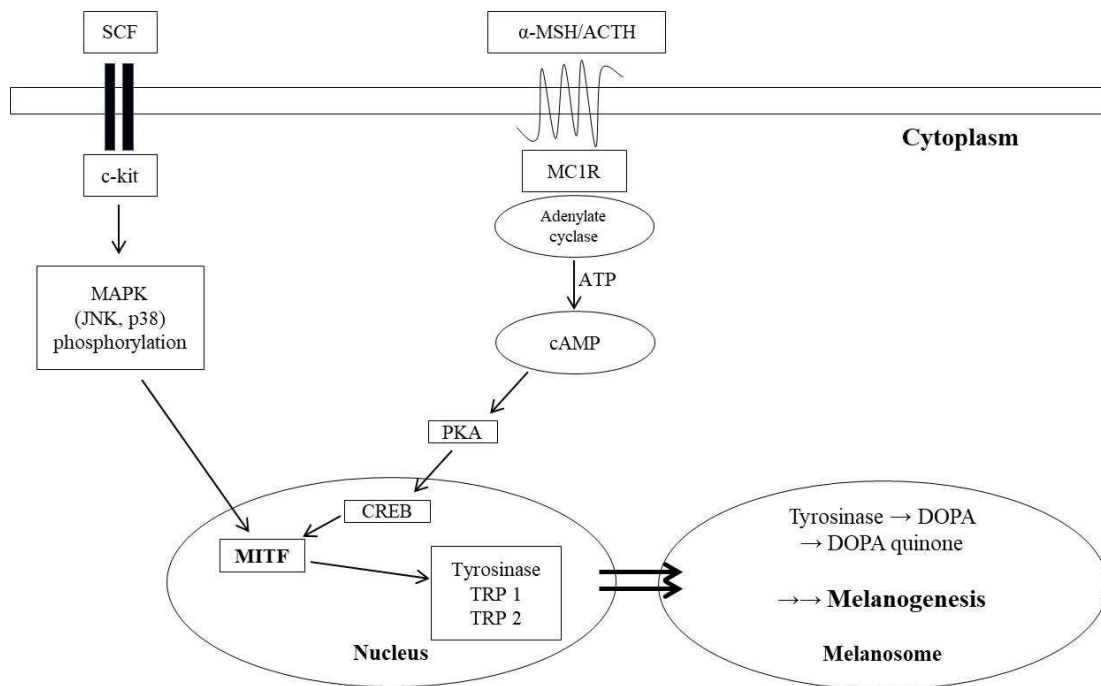 SCF
α-MSH/ACTH
Cytoplasm
c-kit
MC1R
Adenylate
cyclase
ATP
MAPK
(JNK, p38)
phosphorylation
cAMP
PKA
CREB
MITF
Tyrosinase
TRP 1
TRP 2
Nucleus
Tyrosinase → DOPA
→ DOPA quinone
→→ Melanogenesis
Melanosome